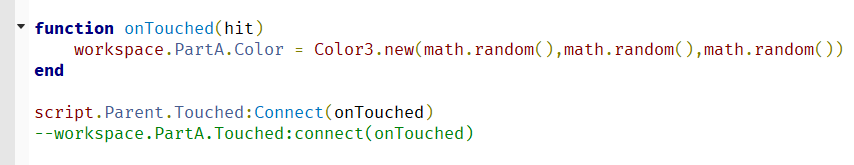 function onTouched(hit)
    workspace.PartA.Color = Color3.new(math.random(),math.random(),math.random())
end
script.Parent.Touched:Connect(onTouched)
--workspace.PartA.Touched:connect(onTouched)